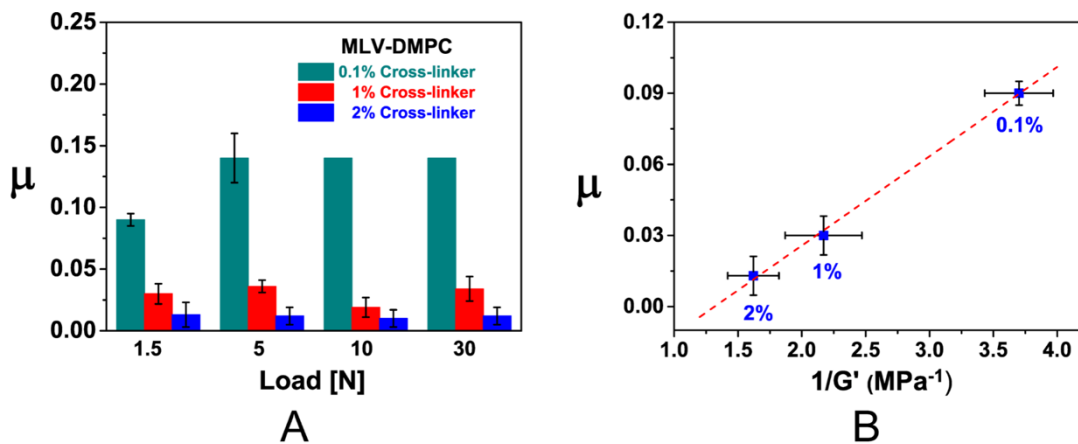 0.25
0.20
0.15
0.10
0.05
0.00
μ
MLV-DMPC
0.1% Cross-linker
1% Cross-linker
2% Cross-linker
1.5 5 10 30
Load [N]
A
0.12
0.09
0.06
0.03
0.00
μ
0.1%
1%
2%
1.0 1.5 2.0 2.5 3.0 3.5 4.0
1/G' (MPa⁻¹)
B